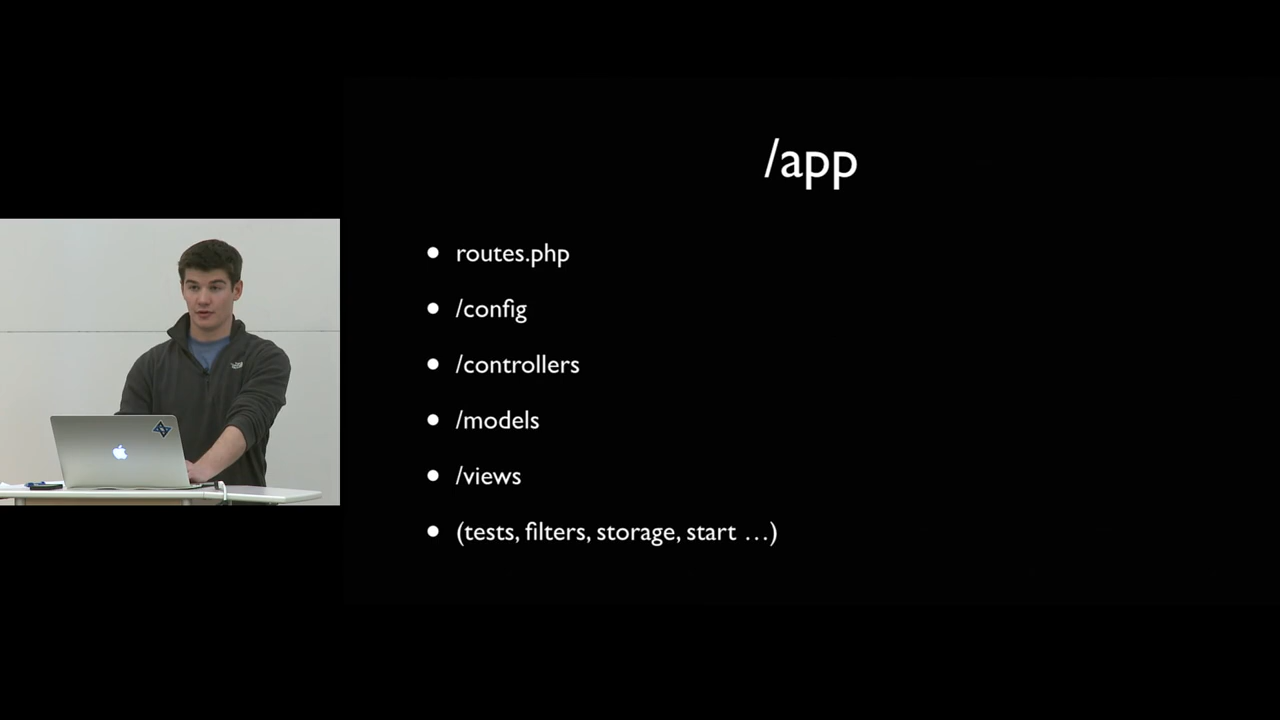 /app
• routes.php
• /config
• /controllers
• /models
• /views
• (tests, filters, storage, start …)